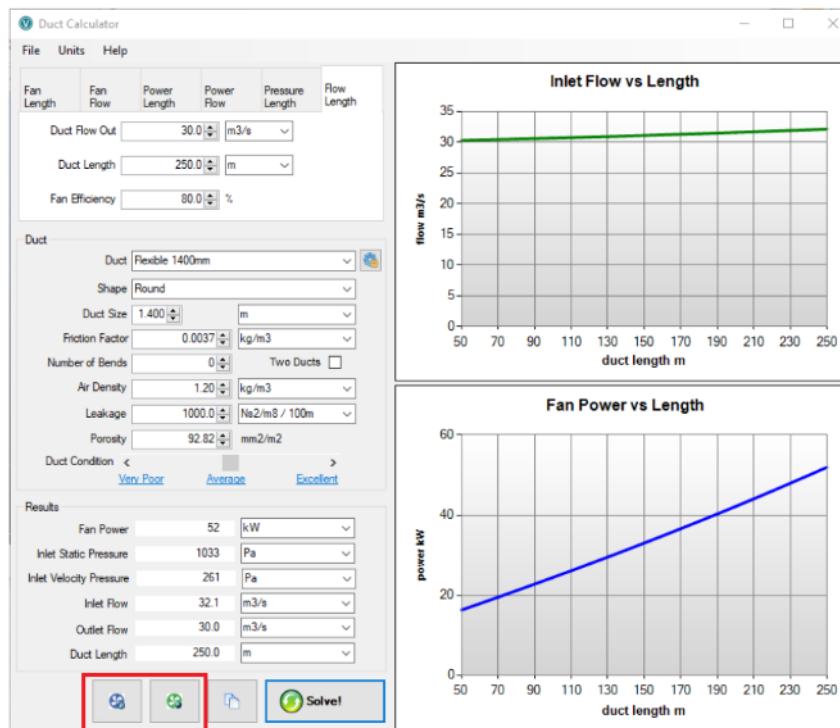 Duct Calculator
File Units Help
Fan Length
Fan Flow
Power Length
Power Flow
Pressure Length
Flow Length
Duct Flow Out 30.0 m3/s
Duct Length 250.0 m
Fan Efficiency 80.0 %
Duct
Duct Flexible 1400mm
Shape Round
Duct Size 1.400 m
Friction Factor 0.0037 kg/m3
Number of Bends 0 Two Ducts
Air Density 1.20 kg/m3
Leakage 1000.0 Ns2/m8 / 100m
Porosity 92.82 mm2/m2
Duct Condition < >
Very Poor Average Excellent
Results
Fan Power 52 kW
Inlet Static Pressure 1033 Pa
Inlet Velocity Pressure 261 Pa
Inlet Flow 32.1 m3/s
Outlet Flow 30.0 m3/s
Duct Length 250.0 m
Solve!
Inlet Flow vs Length
flow m3/s
35
30
25
20
15
10
5
0
50 70 90 110 130 150 170 190 210 230 250
duct length m
Fan Power vs Length
power kW
60
40
20
0
50 70 90 110 130 150 170 190 210 230 250
duct length m